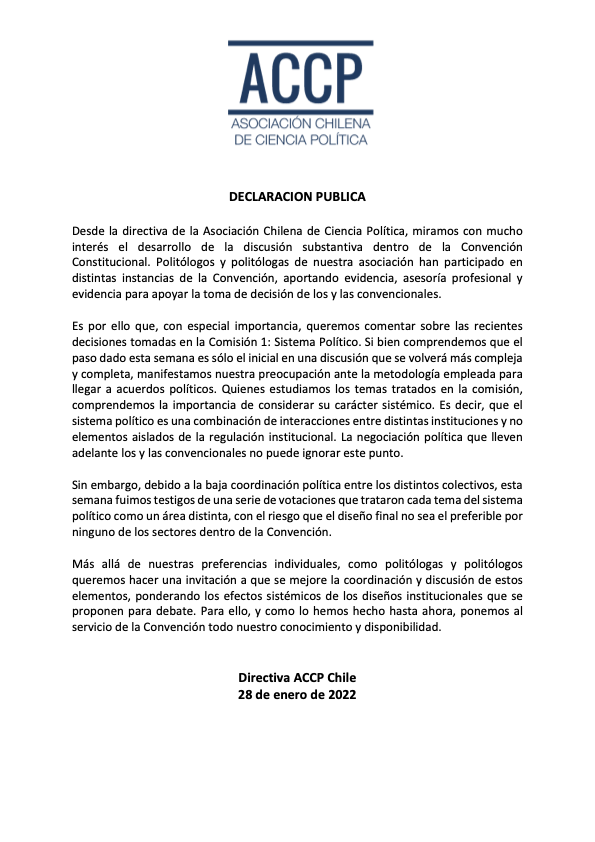 ACCP
ASOCIACIÓN CHILENA
DE CIENCIA POLÍTICA
DECLARACION PUBLICA
Desde la directiva de la Asociación Chilena de Ciencia Política, miramos con mucho
interés el desarrollo de la discusión substantiva dentro de la Convención
Constitucional. Politólogos y politólogas de nuestra asociación han participado en
distintas instancias de la Convención, aportando evidencia, asesoría profesional y
evidencia para apoyar la toma de decisión de los y las convencionales.
Es por ello que, con especial importancia, queremos comentar sobre las recientes
decisiones tomadas en la Comisión 1: Sistema Político. Si bien comprendemos que el
paso dado esta semana es sólo el inicial en una discusión que se volverá más compleja
y completa, manifestamos nuestra preocupación ante la metodología empleada para
llegar a acuerdos políticos. Quienes estudiamos los temas tratados en la comisión,
comprendemos la importancia de considerar su carácter sistémico. Es decir, que el
sistema político es una combinación de interacciones entre distintas instituciones y no
elementos aislados de la regulación institucional. La negociación política que lleven
adelante los y las convencionales no puede ignorar este punto.
Sin embargo, debido a la baja coordinación política entre los distintos colectivos, esta
semana fuimos testigos de una serie de votaciones que trataron cada tema del sistema
político como un área distinta, con el riesgo que el diseño final no sea el preferible por
ninguno de los sectores dentro de la Convención.
Más allá de nuestras preferencias individuales, como politólogas y politólogos
queremos hacer una invitación a que se mejore la coordinación y discusión de estos
elementos, ponderando los efectos sistémicos de los diseños institucionales que se
proponen para debate. Para ello, y como lo hemos hecho hasta ahora, ponemos al
servicio de la Convención todo nuestro conocimiento y disponibilidad.
Directiva ACCP Chile
28 de enero de 2022